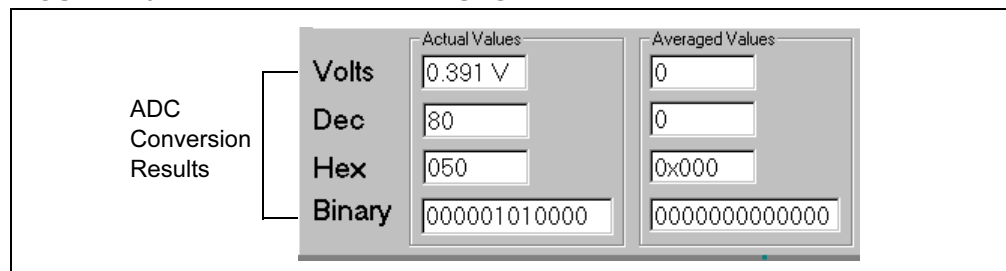 Actual Values Averaged Values
Volts 0.391 V 0
ADC Conversion Results
Dec 80 0
Hex 050 0x000
Binary 000001010000 0000000000000